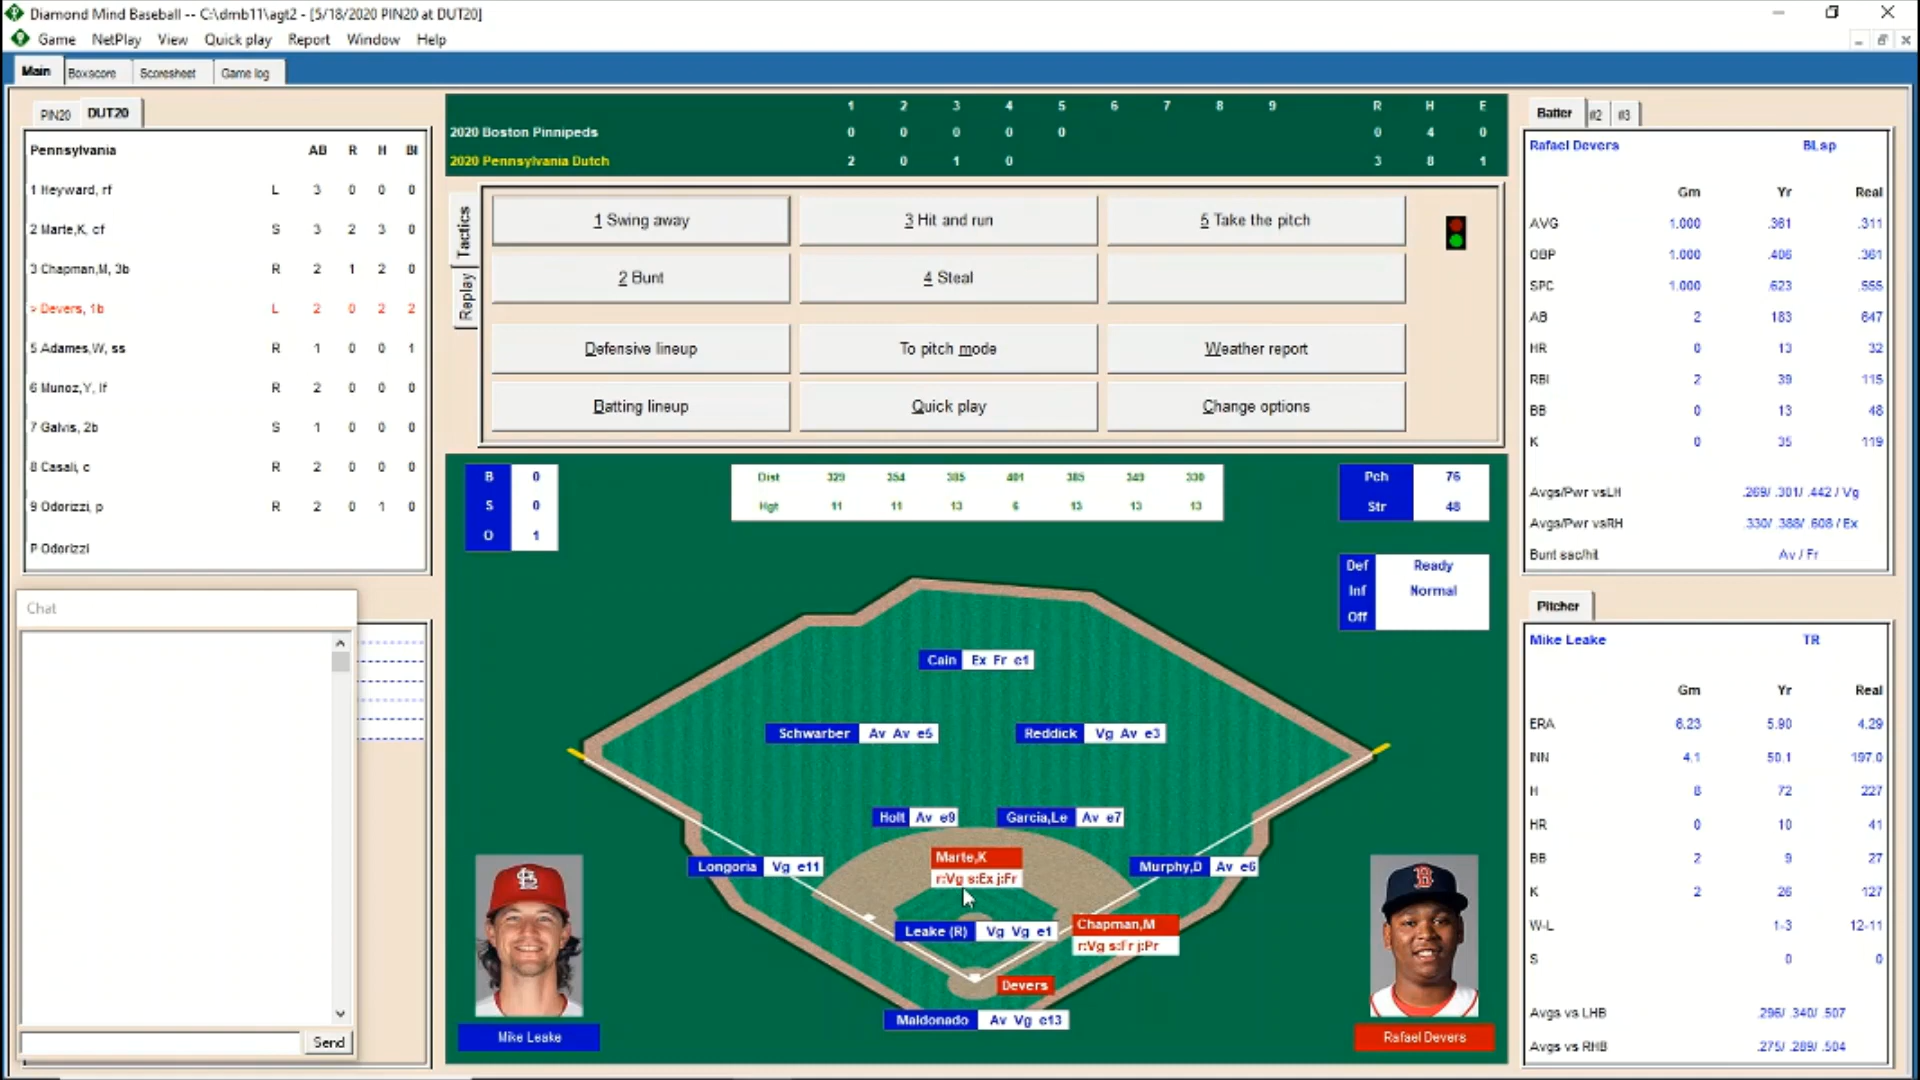 Diamond Mind Baseball -- C:\dmb11\agt2 - [5/18/2020 PIN20 at DUT20]
Game NetPlay View Quick play Report Window Help
Main Boxscore Scoresheet Game log
PIN20 DUT20
Pennsylvania AB R H BI
1 Heyward, rf L 3 0 0 0
2 Marte,K, cf S 3 2 3 0
3 Chapman,M, 3b R 2 1 2 0
> Devers, 1b L 2 0 2 2
5 Adames,W, ss R 1 0 0 1
6 Munoz,Y, lf R 2 0 0 0
7 Galvis, 2b S 1 0 0 0
8 Casali, c R 2 0 0 0
9 Odorizzi, p R 2 0 1 0
P Odorizzi
Chat
Send
1 2 3 4 5 6 7 8 9 R H E
2020 Boston Pinnipeds 0 0 0 0 0 0 4 0
2020 Pennsylvania Dutch 2 0 1 0 3 8 1
Tactics
Replay
1 Swing away 3 Hit and run 5 Take the pitch
2 Bunt 4 Steal
Defensive lineup To pitch mode Weather report
Batting lineup Quick play Change options
B 0
S 0
O 1
Dist 329 354 385 401 385 349 330
Hgt 11 11 13 6 13 13 13
Pch 76
Str 48
Def Ready
Inf Normal
Off
Cain Ex Fr e1
Schwarber Av Av e5
Reddick Vg Av e3
Holt Av e9
Garcia,Le Av e7
Longoria Vg e11
Marte,K
r:Vg s:Ex j:Fr
Murphy,D Av e6
Leake (R) Vg Vg e1
Chapman,M
r:Vg s:Fr j:Pr
Devers
Maldonado Av Vg e13
Mike Leake
Rafael Devers
Batter #2 #3
Rafael Devers BLsp
Gm Yr Real
AVG 1.000 .361 .311
OBP 1.000 .406 .361
SPC 1.000 .623 .555
AB 2 183 647
HR 0 13 32
RBI 2 39 115
BB 0 13 48
K 0 35 119
Avgs/Pwr vsLH .269/ .301/ .442 / Vg
Avgs/Pwr vsRH .330/ .388/ .608 / Ex
Bunt sac/hit Av / Fr
Pitcher
Mike Leake TR
Gm Yr Real
ERA 6.23 5.90 4.29
INN 4.1 50.1 197.0
H 8 72 227
HR 0 10 41
BB 2 9 27
K 2 26 127
W-L 1-3 12-11
S 0 0
Avgs vs LHB .296/ .340/ .507
Avgs vs RHB .275/ .289/ .504